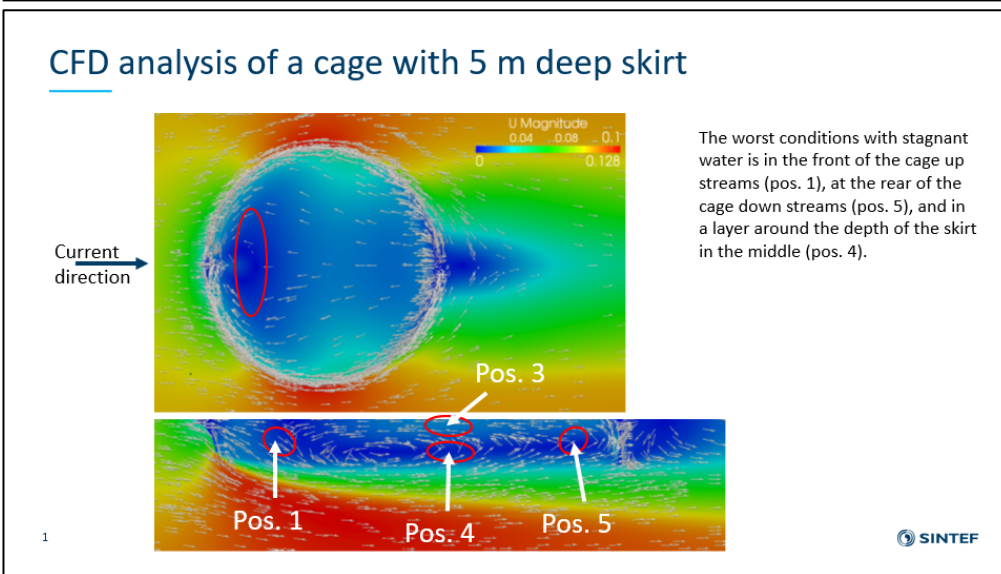 CFD analysis of a cage with 5 m deep skirt
U Magnitude
0.04 0.08 0.1
0 0.128
The worst conditions with stagnant
water is in the front of the cage up
streams (pos. 1), at the rear of the
cage down streams (pos. 5), and in
a layer around the depth of the skirt
in the middle (pos. 4).
Current
direction
Pos. 3
Pos. 1
Pos. 4
Pos. 5
1
SINTEF